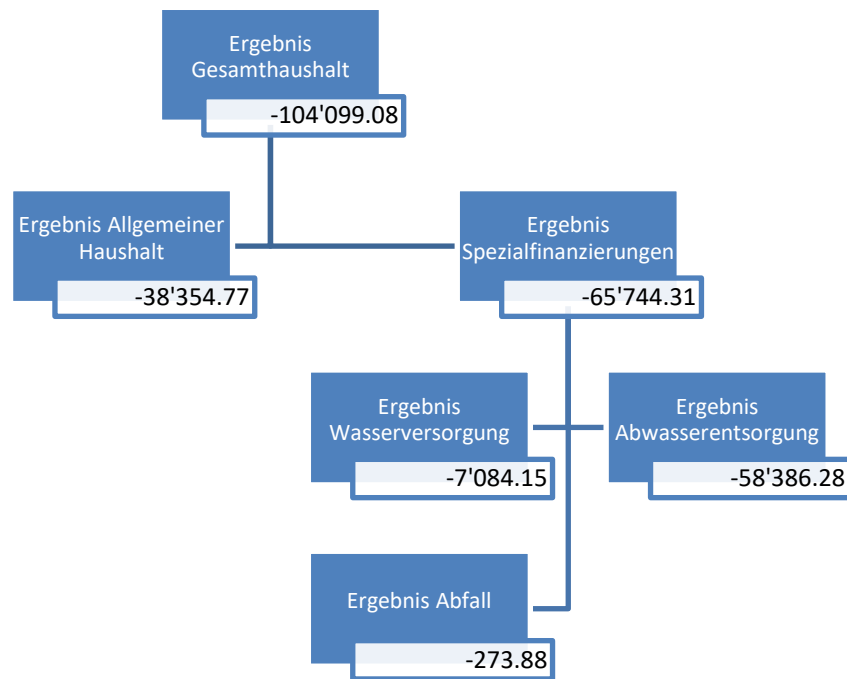 Ergebnis
Gesamthaushalt
-104'099.08
Ergebnis Allgemeiner
Haushalt
-38'354.77
Ergebnis
Spezialfinanzierungen
-65'744.31
Ergebnis
Wasserversorgung
-7'084.15
Ergebnis
Abwasserentsorgung
-58'386.28
Ergebnis Abfall
-273.88